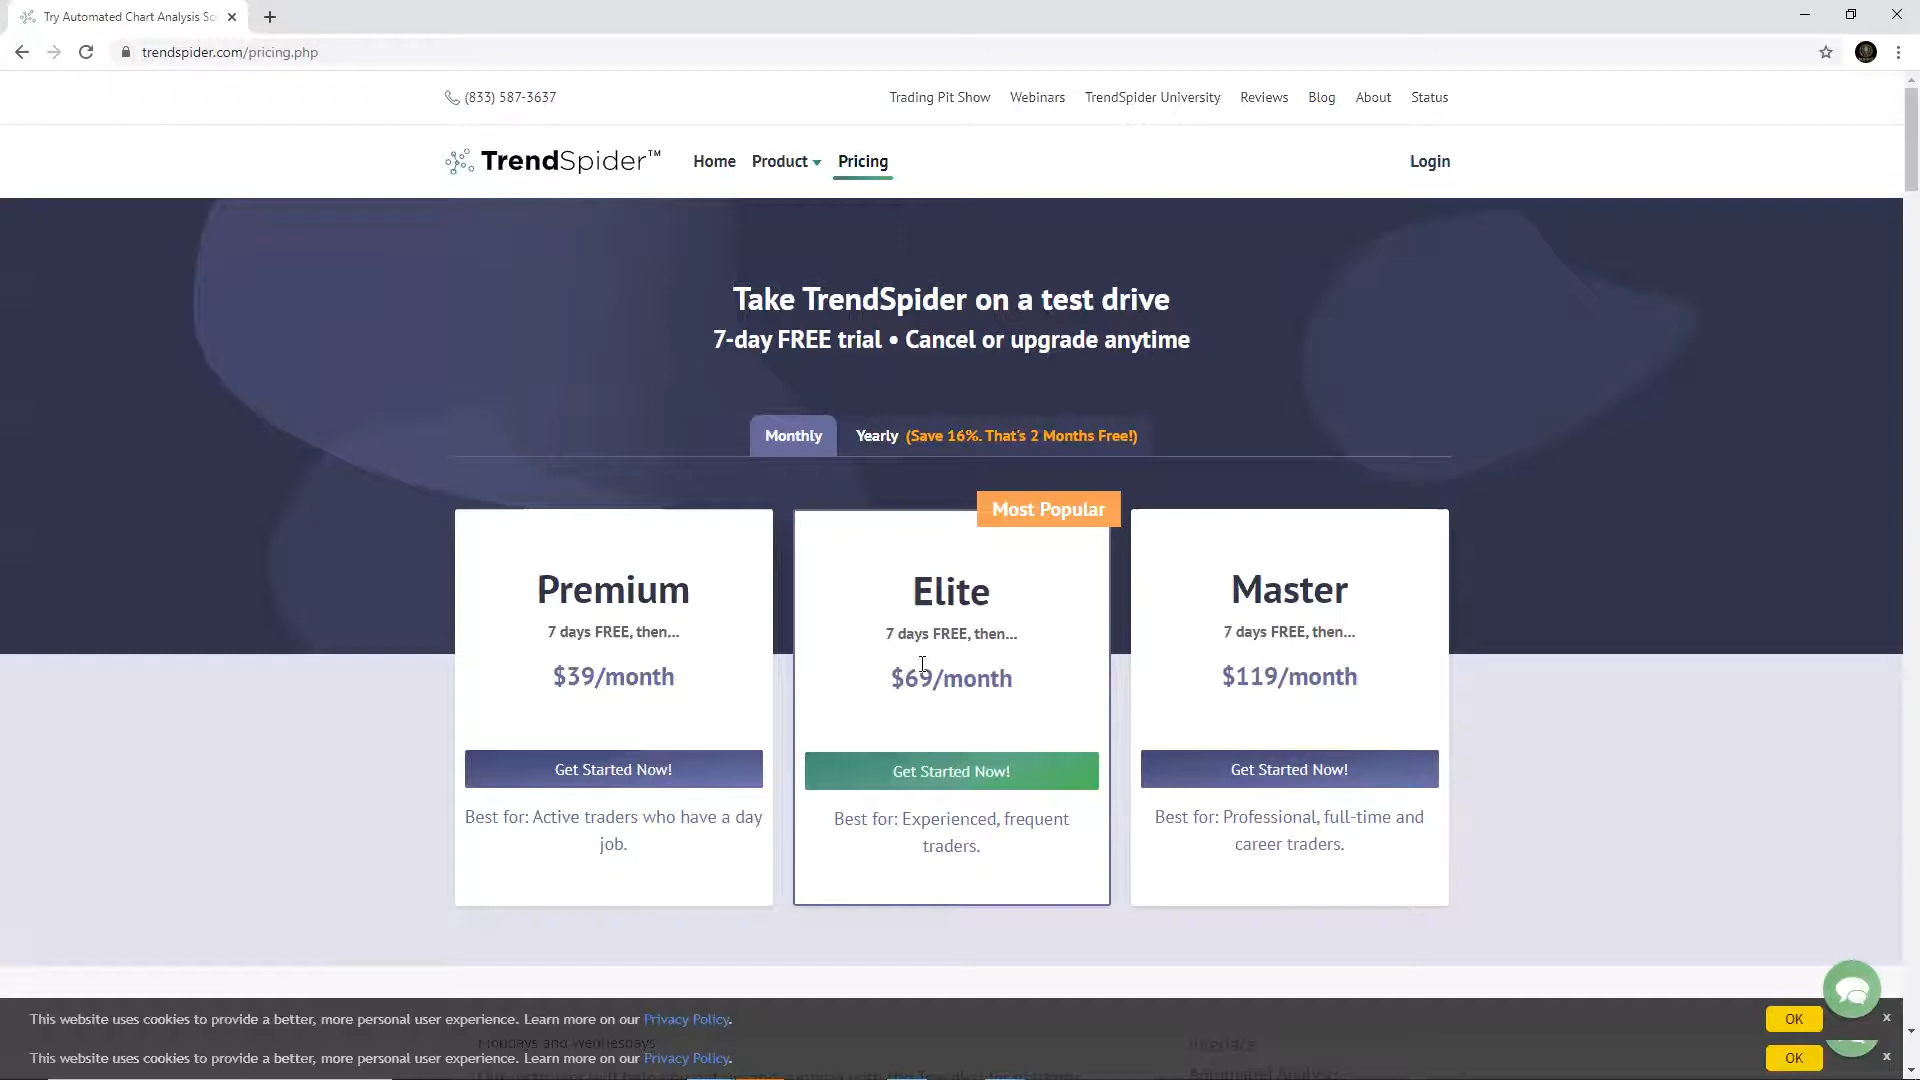 Try Automated Chart Analysis So
trendspider.com/pricing.php
(833) 587-3637
Trading Pit Show Webinars TrendSpider University Reviews Blog About Status
TrendSpider™ Home Product Pricing Login
Take TrendSpider on a test drive
7-day FREE trial • Cancel or upgrade anytime
Monthly Yearly (Save 16%. That's 2 Months Free!)
Most Popular
Premium
7 days FREE, then...
$39/month
Get Started Now!
Best for: Active traders who have a day
job.
Elite
7 days FREE, then...
$69/month
Get Started Now!
Best for: Experienced, frequent
traders.
Master
7 days FREE, then...
$119/month
Get Started Now!
Best for: Professional, full-time and
career traders.
This website uses cookies to provide a better, more personal user experience. Learn more on our Privacy Policy. OK x
Mondays and Wednesdays Interface
This website uses cookies to provide a better, more personal user experience. Learn more on our Privacy Policy. OK x
Automated Analysis